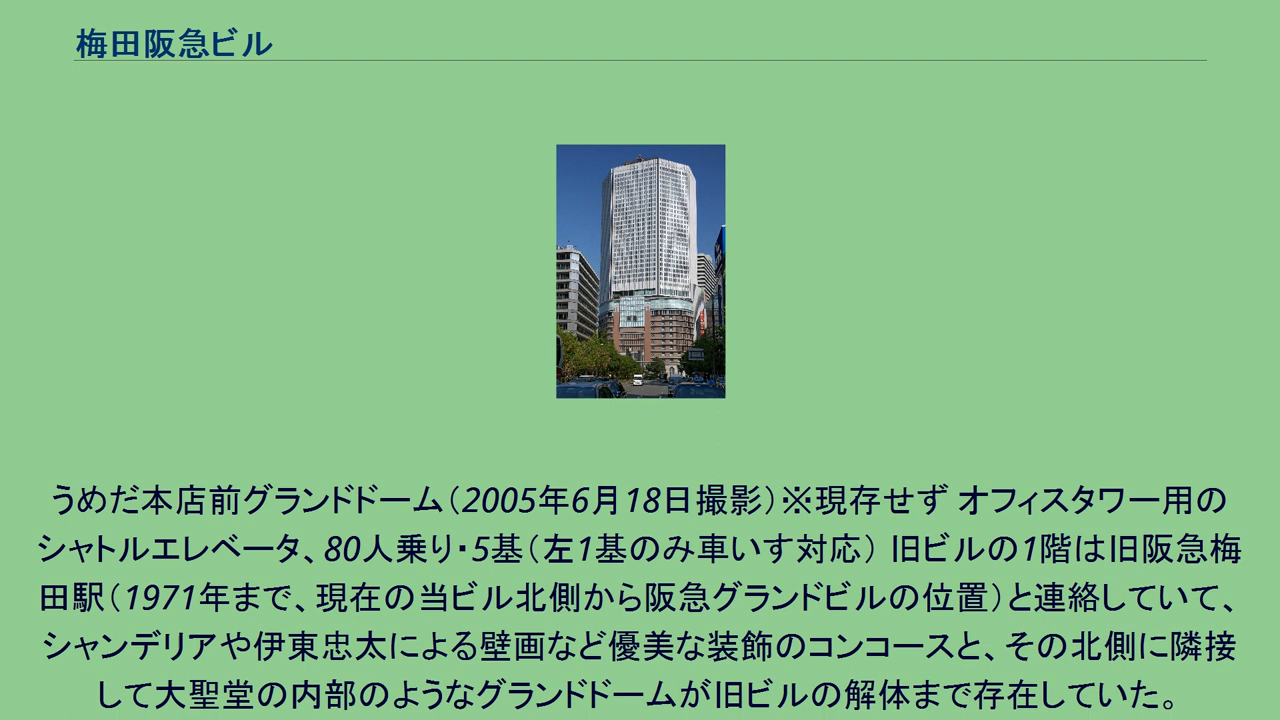 梅田阪急ビル
うめだ本店前グランドドーム（2005年6月18日撮影）※現存せず オフィスタワー用の
シャトルエレベータ、80人乗り・5基（左1基のみ車いす対応） 旧ビルの1階は旧阪急梅
田駅（1971年まで、現在の当ビル北側から阪急グランドビルの位置）と連絡していて、
シャンデリアや伊東忠太による壁画など優美な装飾のコンコースと、その北側に隣接
して大聖堂の内部のようなグランドドームが旧ビルの解体まで存在していた。